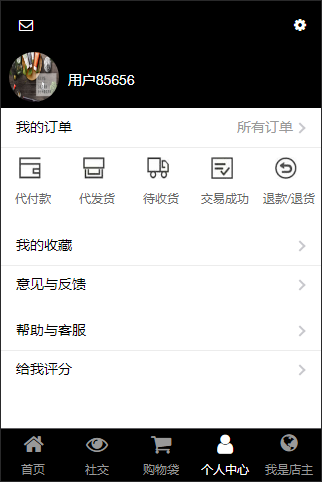 用户85656
我的订单 所有订单
代付款 代发货 待收货 交易成功 退款/退货
我的收藏
意见与反馈
帮助与客服
给我评分
首页 社交 购物袋 个人中心 我是店主